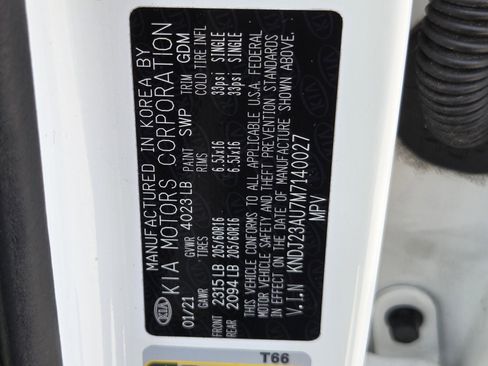 MANUFACTURED IN KOREA BY
KIA MOTORS CORPORATION
KIA
01/21 GVWR 4023 LB PAINT SWP TRIM GDM
GAWR TIRES RIMS COLD TIRE INFL
FRONT 2315 LB 205/60R16 6.5Jx16 33psi SINGLE
REAR 2094 LB 205/60R16 6.5Jx16 33psi SINGLE
THIS VEHICLE CONFORMS TO ALL APPLICABLE U.S.A. FEDERAL
MOTOR VEHICLE SAFETY AND THEFT PREVENTION STANDARDS
IN EFFECT ON THE DATE OF MANUFACTURE SHOWN ABOVE.
V.I.N KNDJ23AU7M7140027
MPV
T66